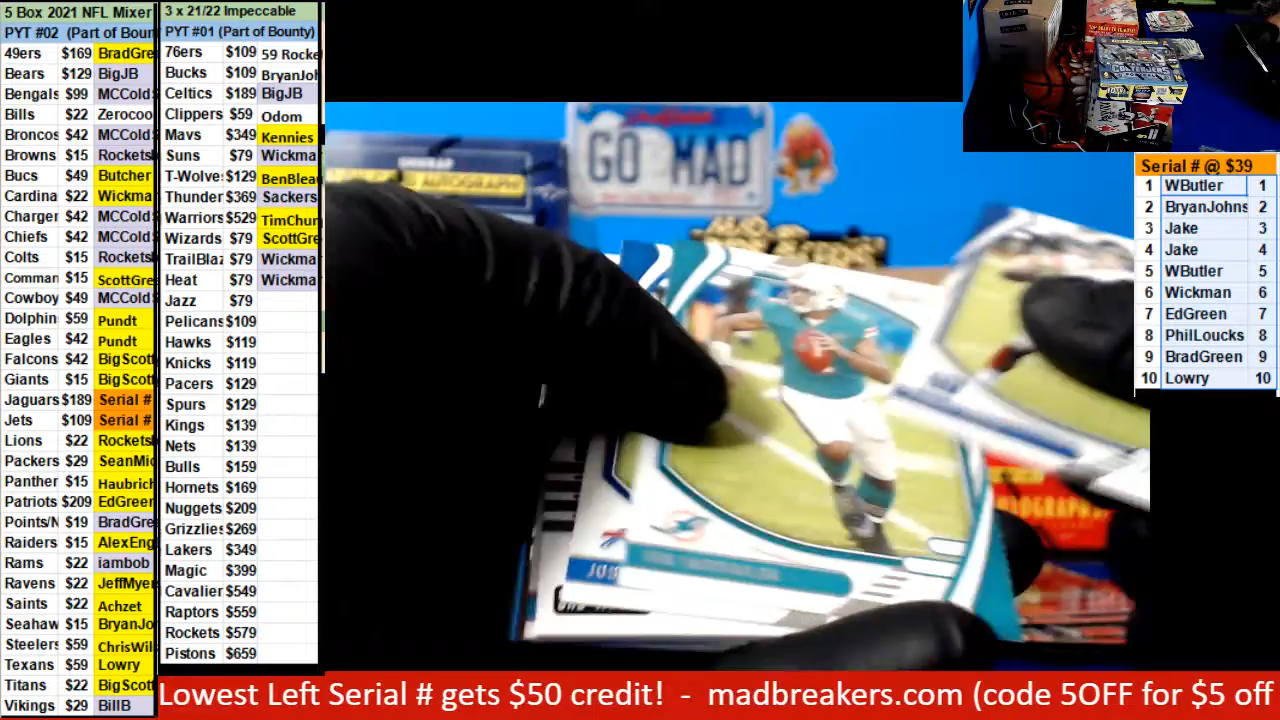 5 Box 2021 NFL Mixer
PYT #02 (Part of Boun
49ers $169 BradGre
Bears $129 BigJB
Bengals $99 MCCold
Bills $22 Zerocoo
Broncos $42 MCCold
Browns $15 Rockets
Bucs $49 Butcher
Cardina $22 Wickma
Charger $42 MCCold
Chiefs $42 MCCold
Colts $15 Rockets
Comman $15 ScottGre
Cowboy $49 MCCold
Dolphin $59 Pundt
Eagles $42 Pundt
Falcons $42 BigScott
Giants $15 BigScott
Jaguars $189 Serial #
Jets $109 Serial #
Lions $22 Rockets
Packers $29 SeanMic
Panther $15 Haubrich
Patriots $209 EdGreen
Points/N $19 BradGre
Raiders $15 AlexEng
Rams $22 iambob
Ravens $22 JeffMyer
Saints $22 Achzet
Seahaw $15 BryanJo
Steelers $59 ChrisWil
Texans $59 Lowry
Titans $22 BigScott
Vikings $29 BillB
3 x 21/22 Impeccable
PYT #01 (Part of Bounty)
76ers $109 59 Rocke
Bucks $109 BryanJoh
Celtics $189 BigJB
Clippers $59 Odom
Mavs $349 Kennies
Suns $79 Wickma
T-Wolve $129 BenBleau
Thunder $369 Sackers
Warriors $529 TimChun
Wizards $79 ScottGre
TrailBlaz $79 Wickma
Heat $79 Wickma
Jazz $79
Pelicans $109
Hawks $119
Knicks $119
Pacers $129
Spurs $129
Kings $139
Nets $139
Bulls $159
Hornets $169
Nuggets $209
Grizzlies $269
Lakers $349
Magic $399
Cavalier $549
Raptors $559
Rockets $579
Pistons $659
GO MAD
CONTENDERS
Serial # @ $39
1 WButler 1
2 BryanJohns 2
3 Jake 3
4 Jake 4
5 WButler 5
6 Wickman 6
7 EdGreen 7
8 PhilLoucks 8
9 BradGreen 9
10 Lowry 10
Lowest Left Serial # gets $50 credit! - madbreakers.com (code 5OFF for $5 off